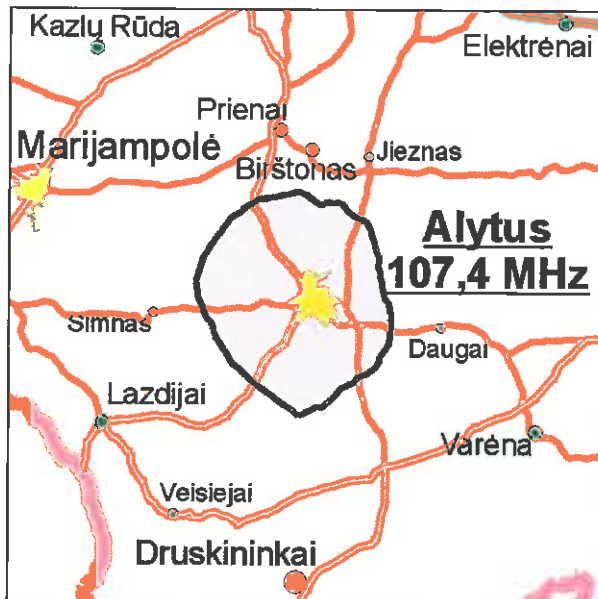 Kazlų Rūda
Elektrėnai
Prienai
Marijampolė
Birštonas
Jieznas
Alytus
107,4 MHz
Simnas
Daugai
Lazdijai
Varėna
Veisiejai
Druskininkai